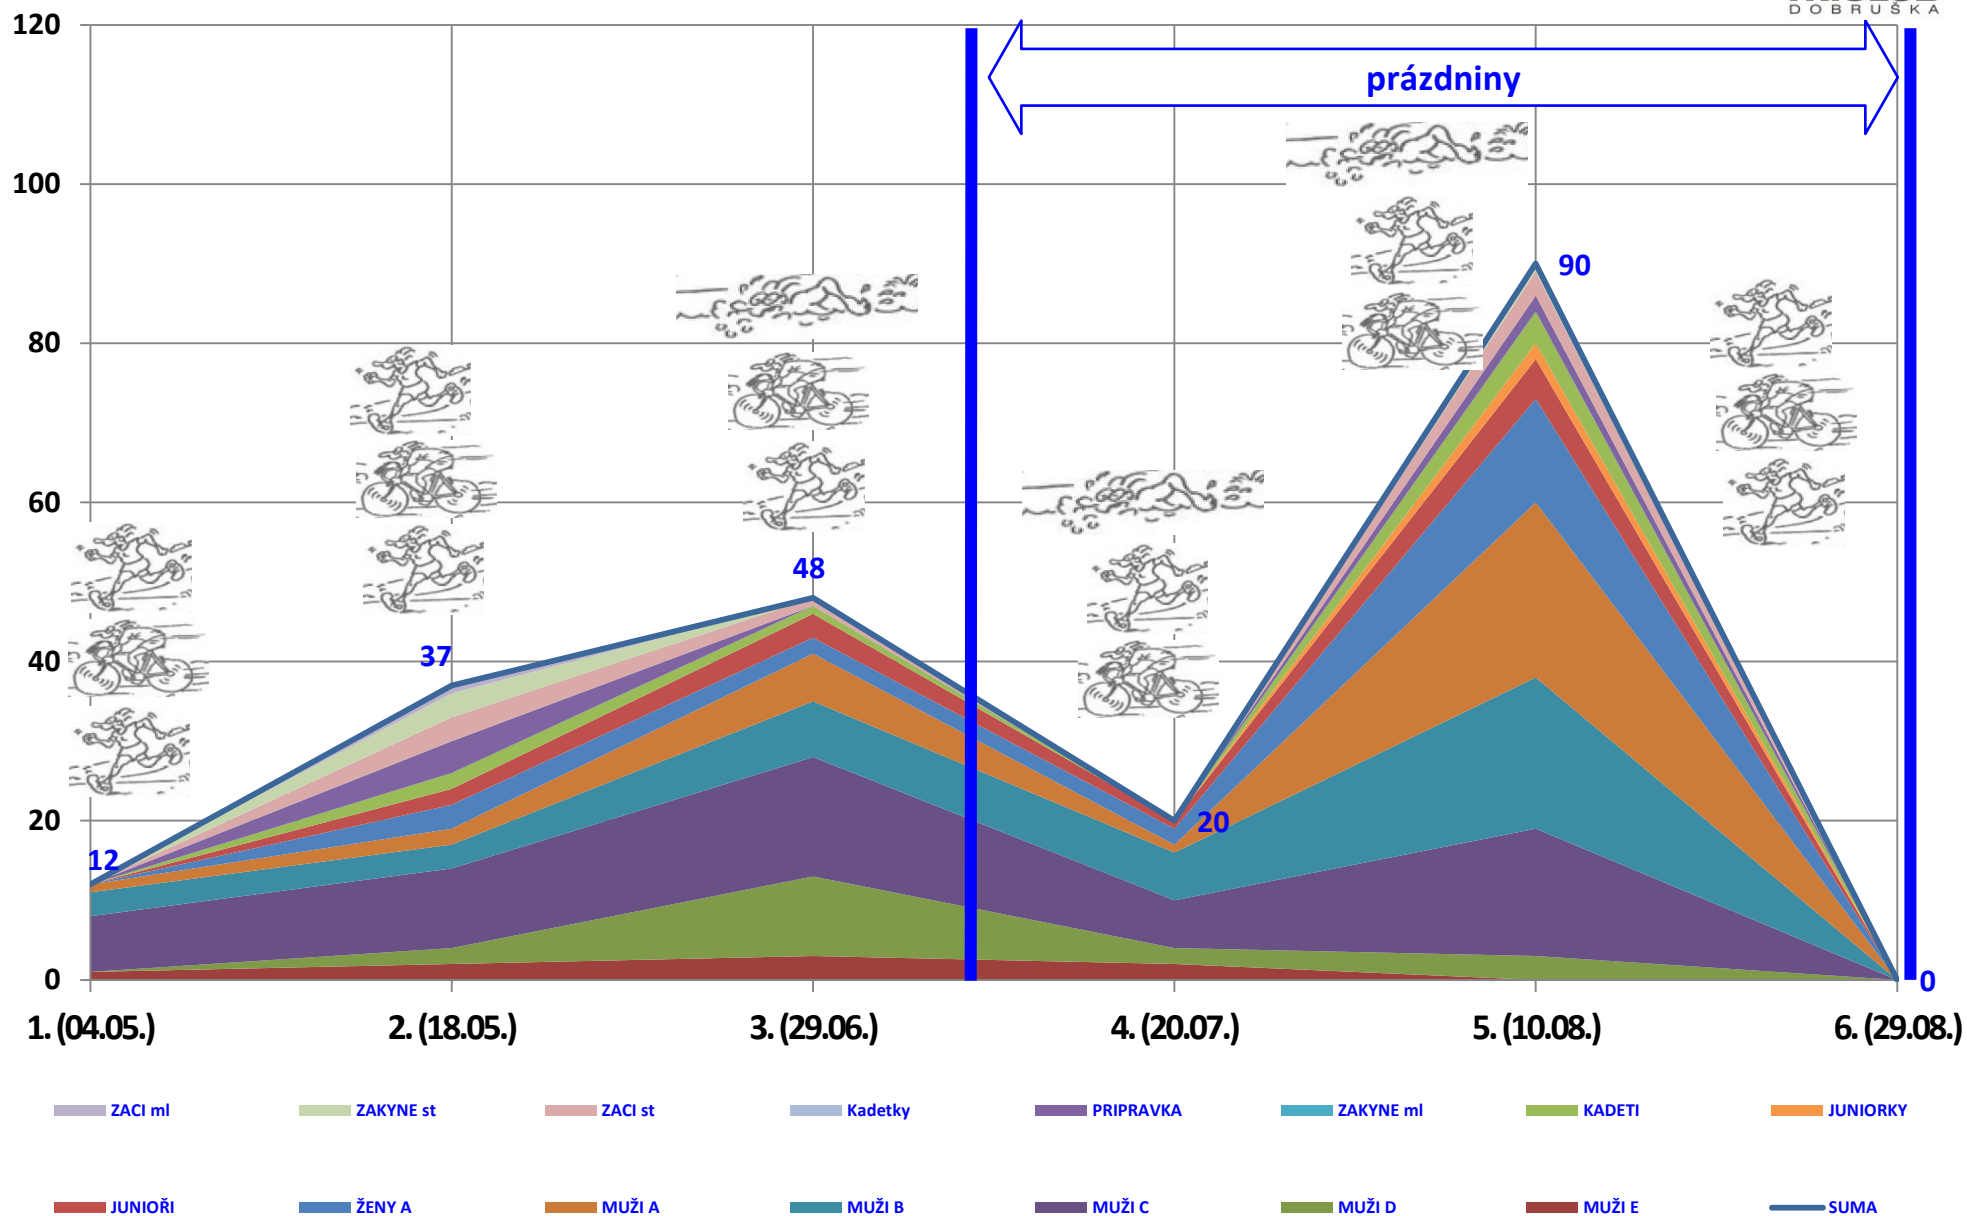 DOBRUŠKA
120
prázdniny
100
90
80
60
48
37
40
20
20
12
0
0
1. (04.05.) 2. (18.05.) 3. (29.06.) 4. (20.07.) 5. (10.08.) 6. (29.08.)
ZACI ml ZAKYNE st ZACI st Kadetky PRIPRAVKA ZAKYNE ml KADETI JUNIORKY
JUNIOŘI ŽENY A MUŽI A MUŽI B MUŽI C MUŽI D MUŽI E SUMA